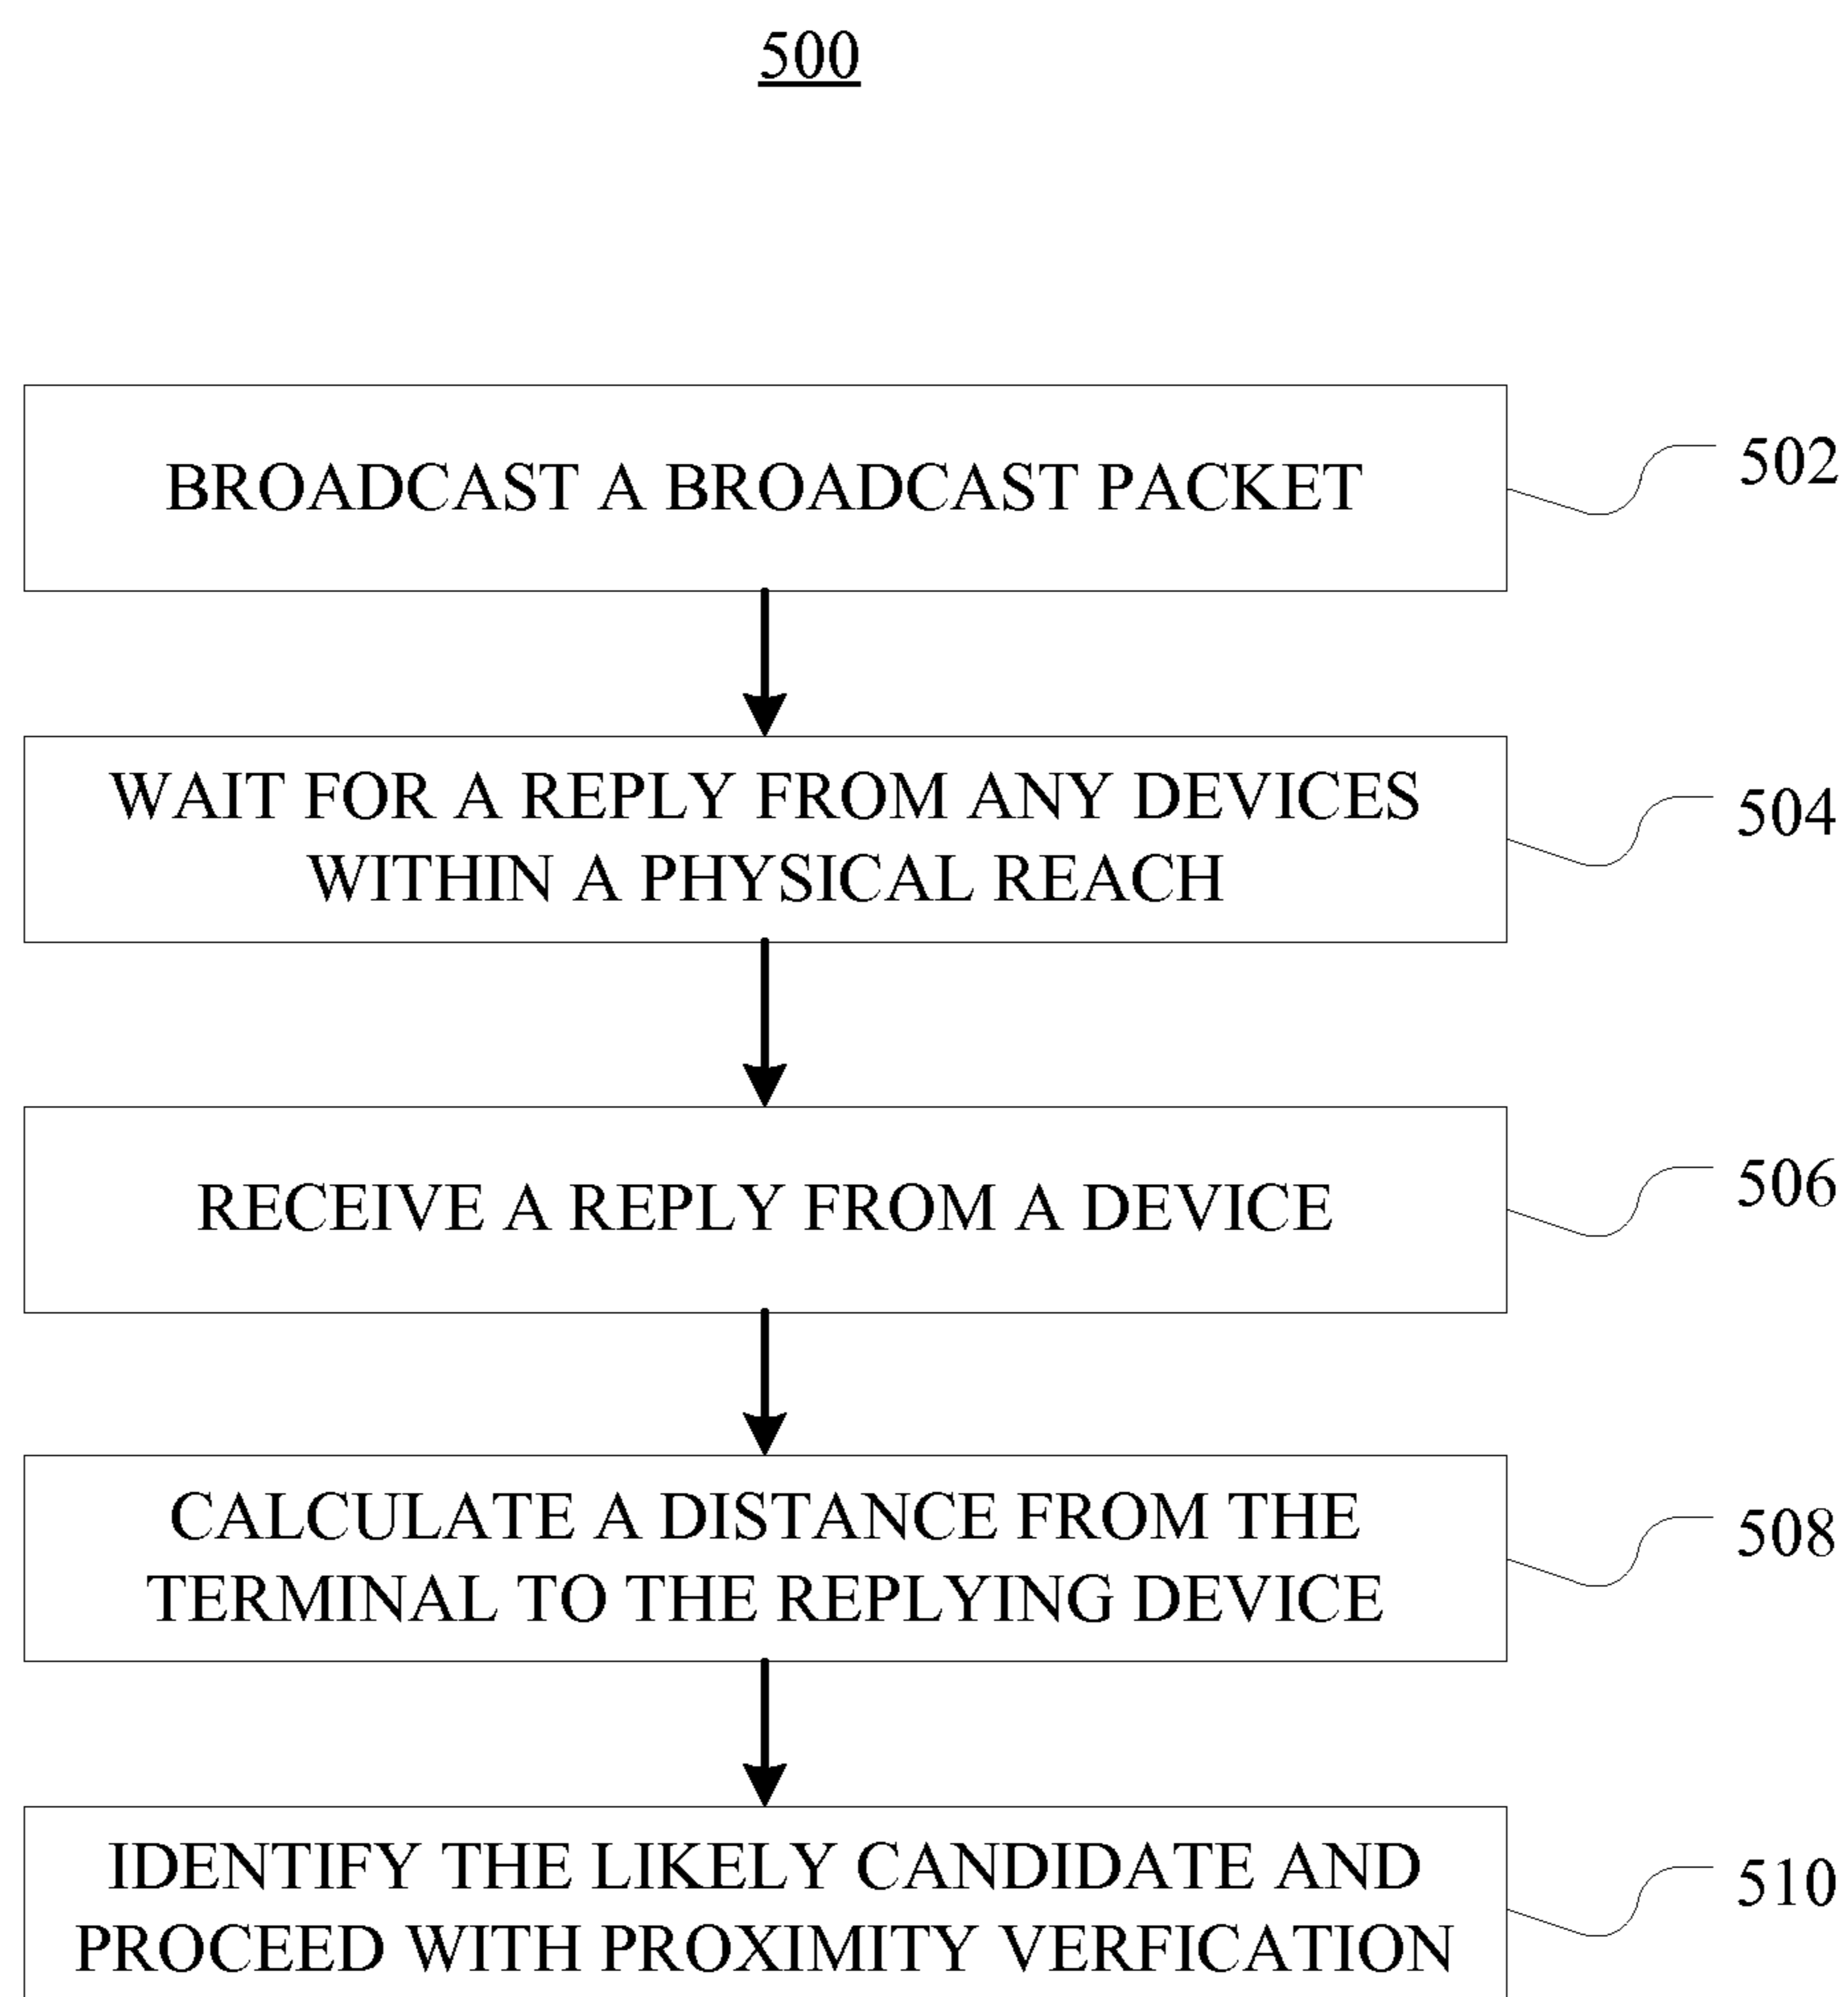 500
BROADCAST A BROADCAST PACKET
502
WAIT FOR A REPLY FROM ANY DEVICES
WITHIN A PHYSICAL REACH
504
RECEIVE A REPLY FROM A DEVICE
506
CALCULATE A DISTANCE FROM THE
TERMINAL TO THE REPLYING DEVICE
508
IDENTIFY THE LIKELY CANDIDATE AND
PROCEED WITH PROXIMITY VERFICATION
510